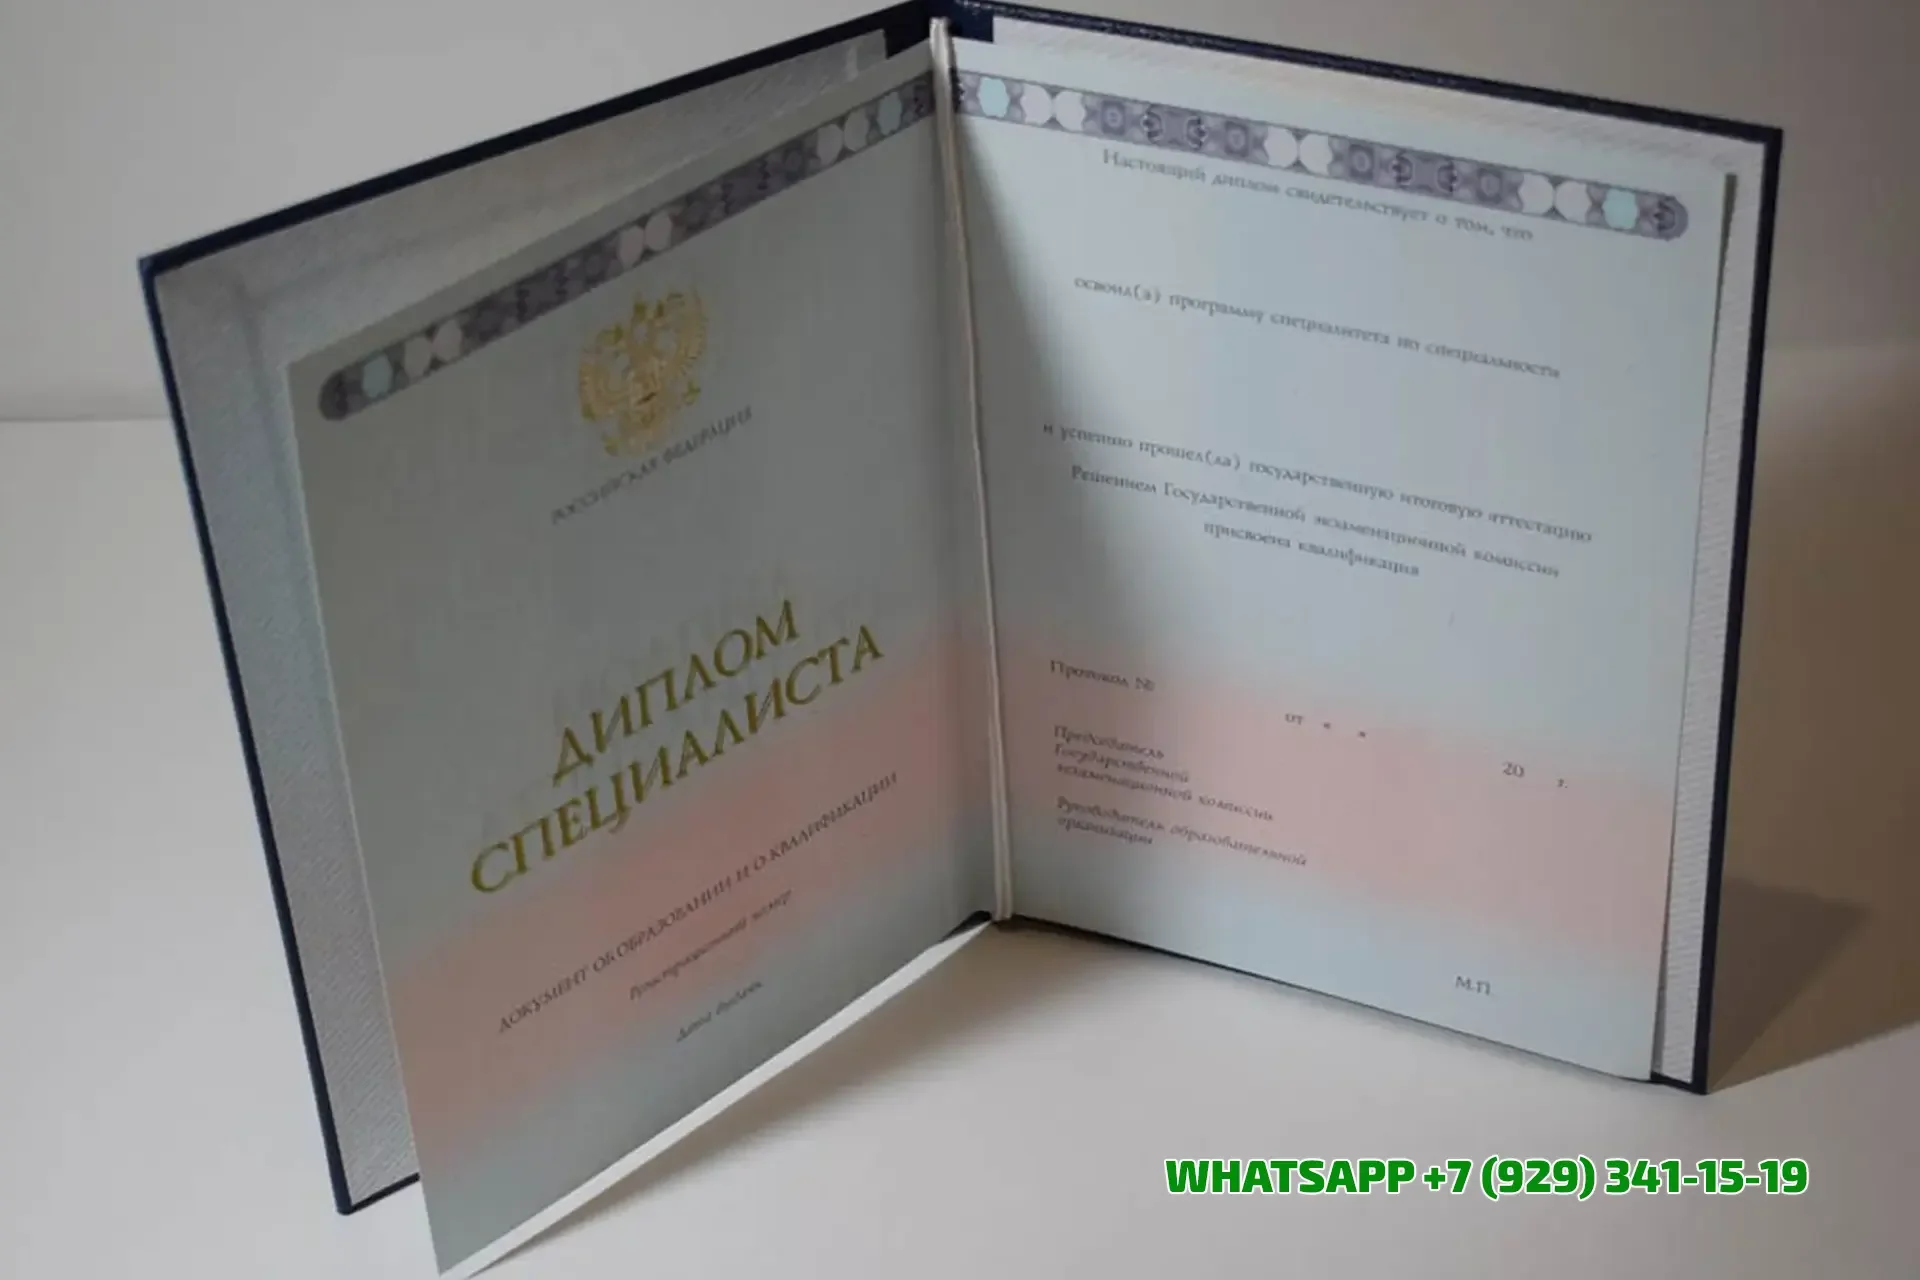 РОССИЙСКАЯ ФЕДЕРАЦИЯ
ДИПЛОМ
СПЕЦИАЛИСТА
ДОКУМЕНТ ОБ ОБРАЗОВАНИИ И О КВАЛИФИКАЦИИ
Регистрационный номер
Дата выдачи
Настоящий диплом свидетельствует о том, что
освоил(а) программу специалитета по специальности
и успешно прошел(ла) государственную итоговую аттестацию
Решением Государственной экзаменационной комиссии
присвоена квалификация
Протокол №
от « »
20 г.
Председатель
Государственной
экзаменационной комиссии
Руководитель образовательной
организации
М.П.
WHATSAPP +7 (929) 341-15-19